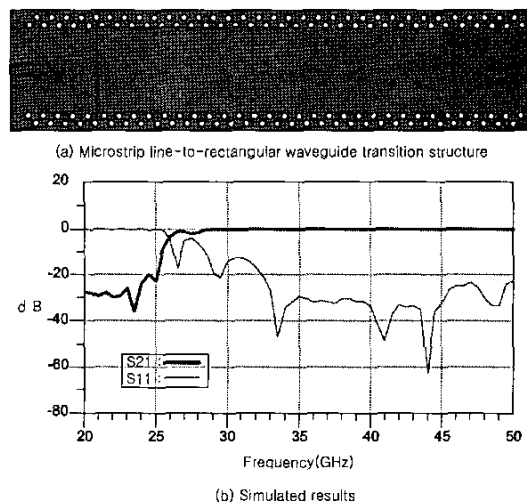 (a) Microstrip line-to-rectangular waveguide transition structure
20
0
-20
-40
-60
-80
d B
S21 :
S11 :
20 25 30 35 40 45 50
Frequency(GHz)
(b) Simulated results